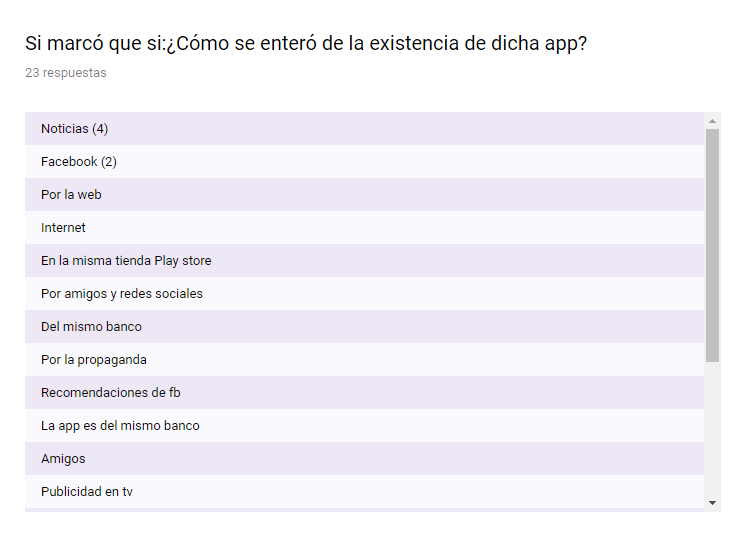 Si marcó que si:¿Cómo se enteró de la existencia de dicha app?
23 respuestas
Noticias (4)
Facebook (2)
Por la web
Internet
En la misma tienda Play store
Por amigos y redes sociales
Del mismo banco
Por la propaganda
Recomendaciones de fb
La app es del mismo banco
Amigos
Publicidad en tv